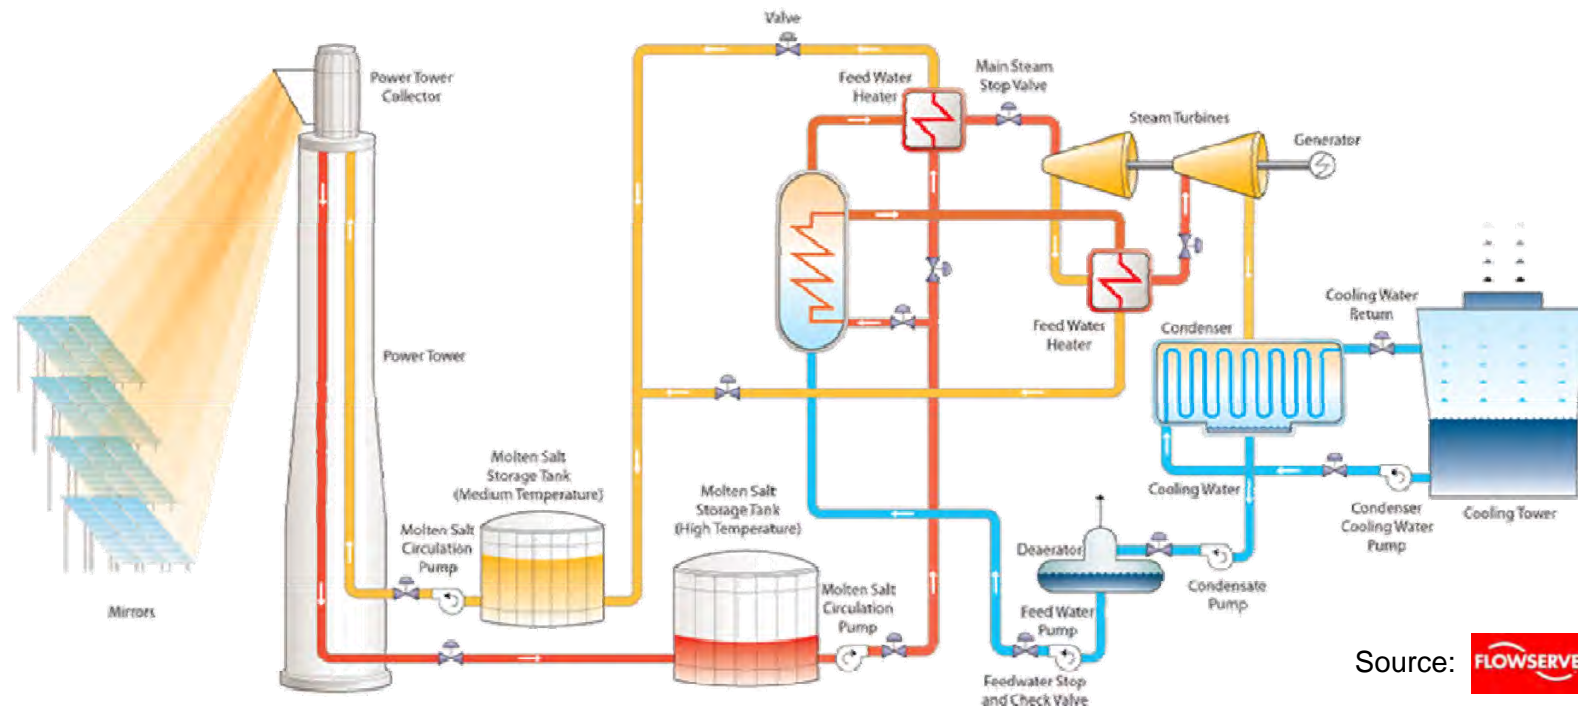 Valve
Power Tower
Collector
Feed Water
Heater
Main Steam
Stop Valve
Steam Turbines
Generator
Cooling Water
Return
Condenser
Feed Water
Heater
Power Tower
Molten Salt
Storage Tank
(Medium Temperature)
Molten Salt
Storage Tank
(High Temperature)
Cooling Water
Condenser
Cooling Water
Pump
Cooling Tower
Molten Salt
Circulation
Pump
Deaerator
Condensate
Pump
Mirrors
Molten Salt
Circulation
Pump
Feed Water
Pump
Feedwater Stop
and Check Valve
Source:
FLOWSERVE